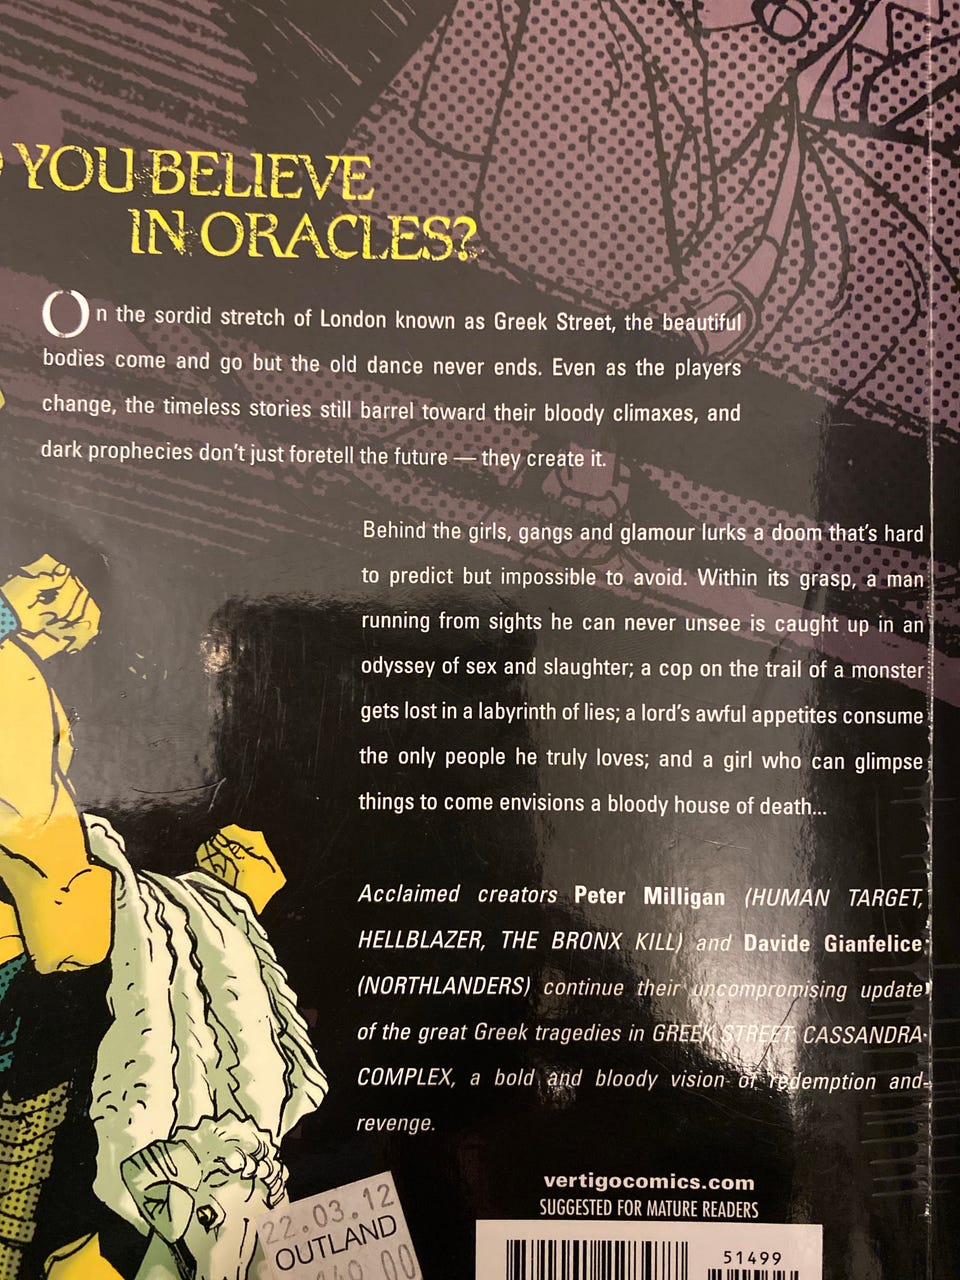 YOU BELIEVE
IN ORACLES?
On the sordid stretch of London known as Greek Street, the beautiful
bodies come and go but the old dance never ends. Even as the players
change, the timeless stories still barrel toward their bloody climaxes, and
dark prophecies don't just foretell the future — they create it.
Behind the girls, gangs and glamour lurks a doom that's hard
to predict but impossible to avoid. Within its grasp, a man
running from sights he can never unsee is caught up in an
odyssey of sex and slaughter; a cop on the trail of a monster
gets lost in a labyrinth of lies; a lord's awful appetites consume
the only people he truly loves; and a girl who can glimpse
things to come envisions a bloody house of death...
Acclaimed creators Peter Milligan (HUMAN TARGET,
HELLBLAZER, THE BRONX KILL) and Davide Gianfelice
(NORTHLANDERS) continue their uncompromising update
of the great Greek tragedies in GREEK STREET: CASSANDRA
COMPLEX, a bold and bloody vision of redemption and
revenge.
vertigocomics.com
SUGGESTED FOR MATURE READERS
22.03.12
OUTLAND
51499